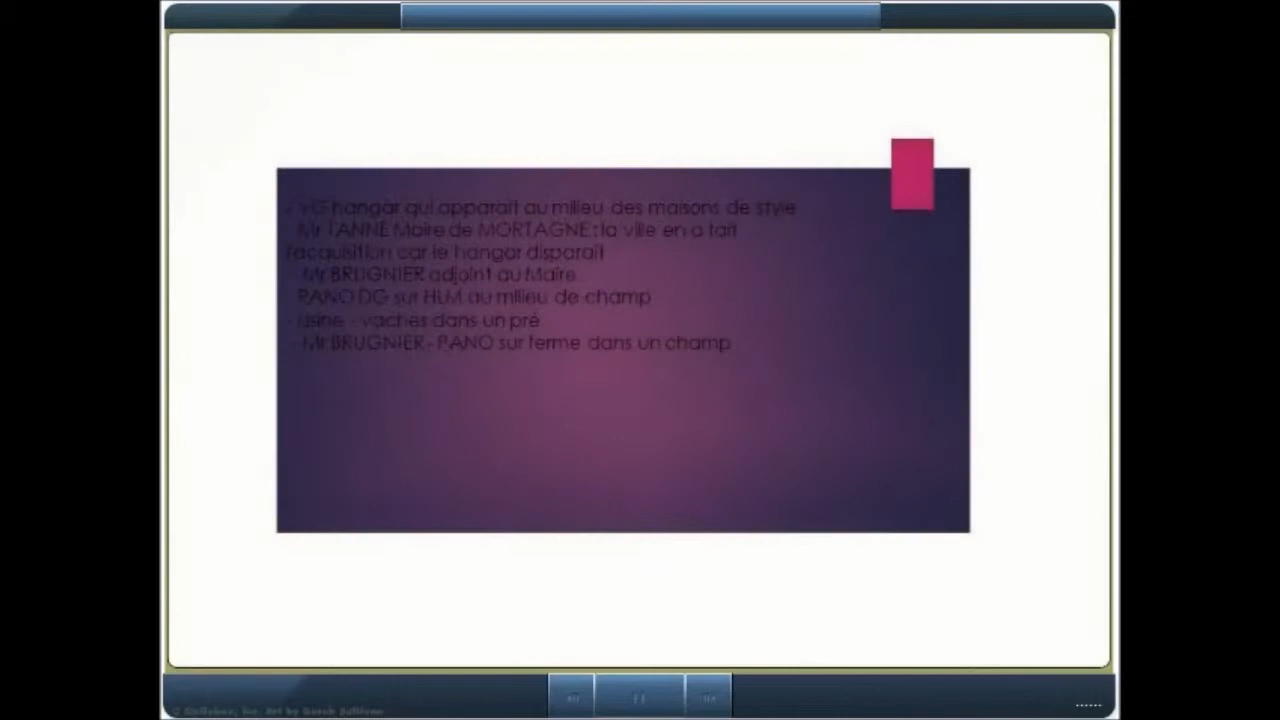 - VG hangar qui apparait au milieu des maisons de style
- Mr TANNE Maire de MORTAGNE : la ville en a fait
l'acquisition car le hangar disparait
- Mr BRUGNIER adjoint au Maire
- PANO DG sur HLM au milieu de champ
- usine - vaches dans un pré
- Mr BRUGNIER - PANO sur ferme dans un champ